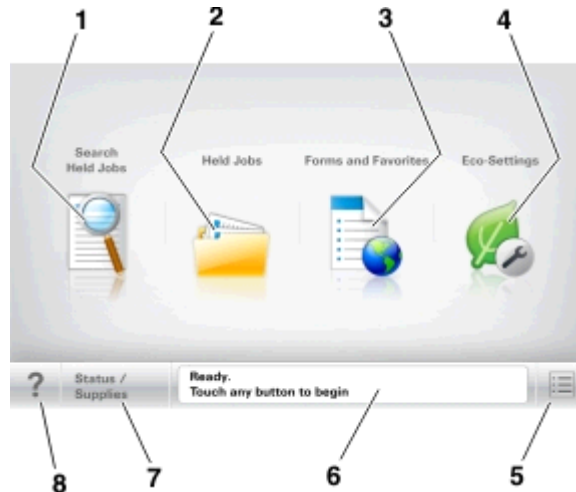 1 2 3 4
Search
Held Jobs
Held Jobs
Forms and Favorites
Eco-Settings
?
Status /
Supplies
Ready.
Touch any button to begin
8 7 6 5